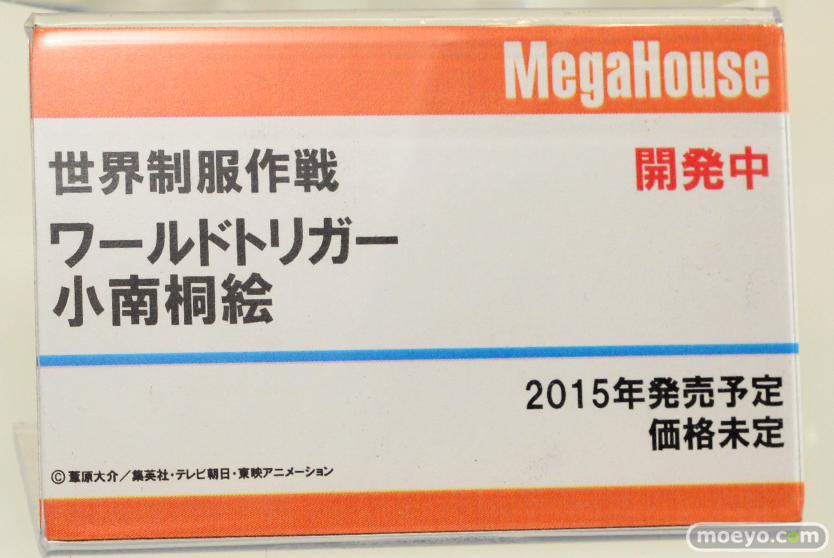 MegaHouse
世界制服作戦
開発中
ワールドトリガー
小南桐絵
2015年発売予定
価格未定
© 葦原大介／集英社・テレビ朝日・東映アニメーション
moeyo.com